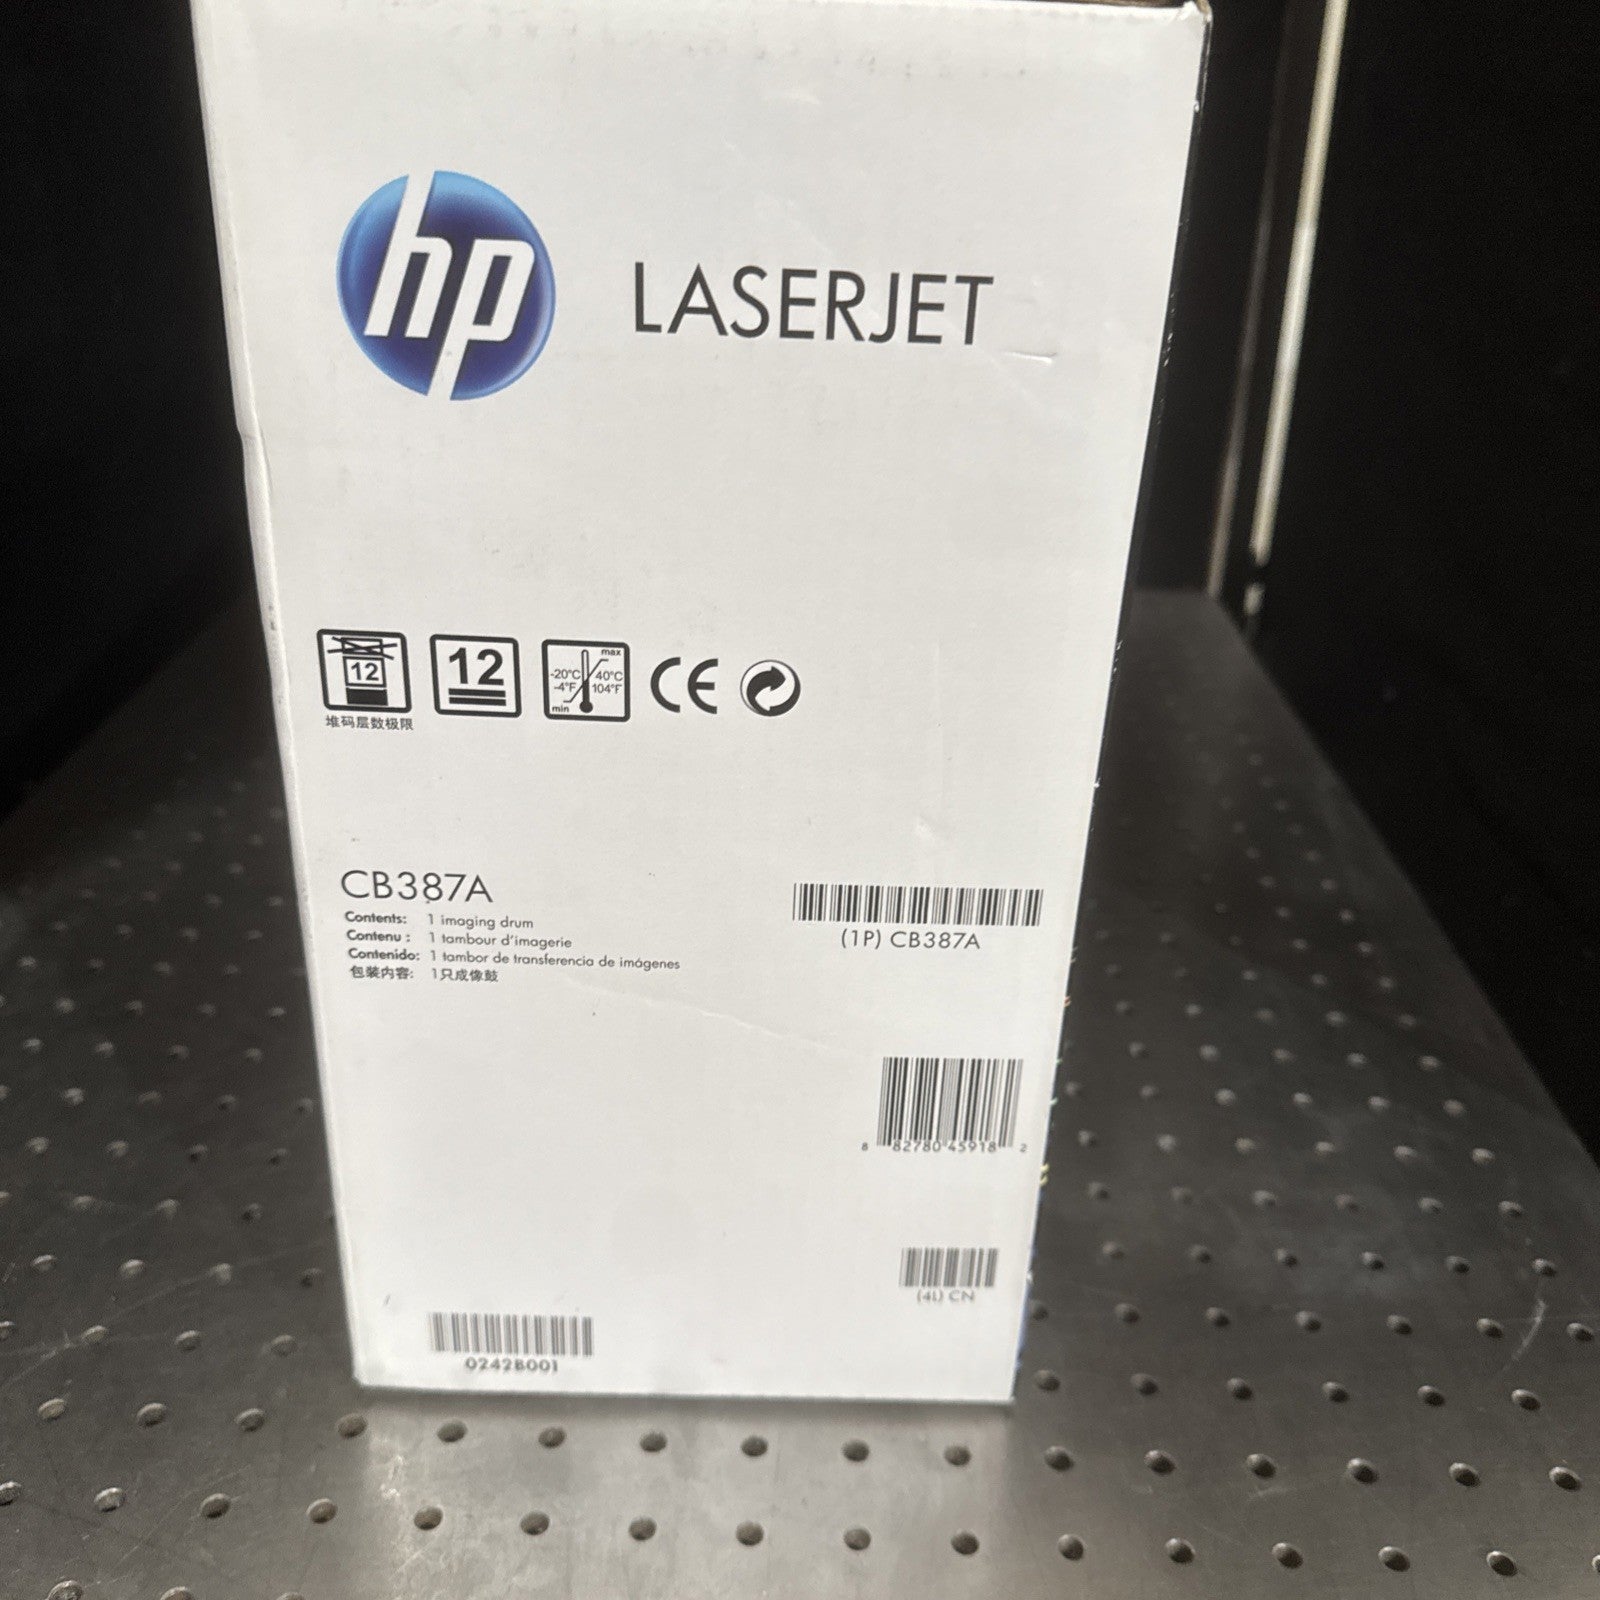 hp
LASERJET
12
12
max
-20°C 40°C
-4°F 104°F
min
CE
堆码层数极限
CB387A
Contents: 1 imaging drum
Contenu : 1 tambour d'imagerie
Contenido: 1 tambor de transferencia de imágenes
包装内容: 1只成像鼓
(1P) CB387A
8 82780 45918 2
(4L) CN
0242B001